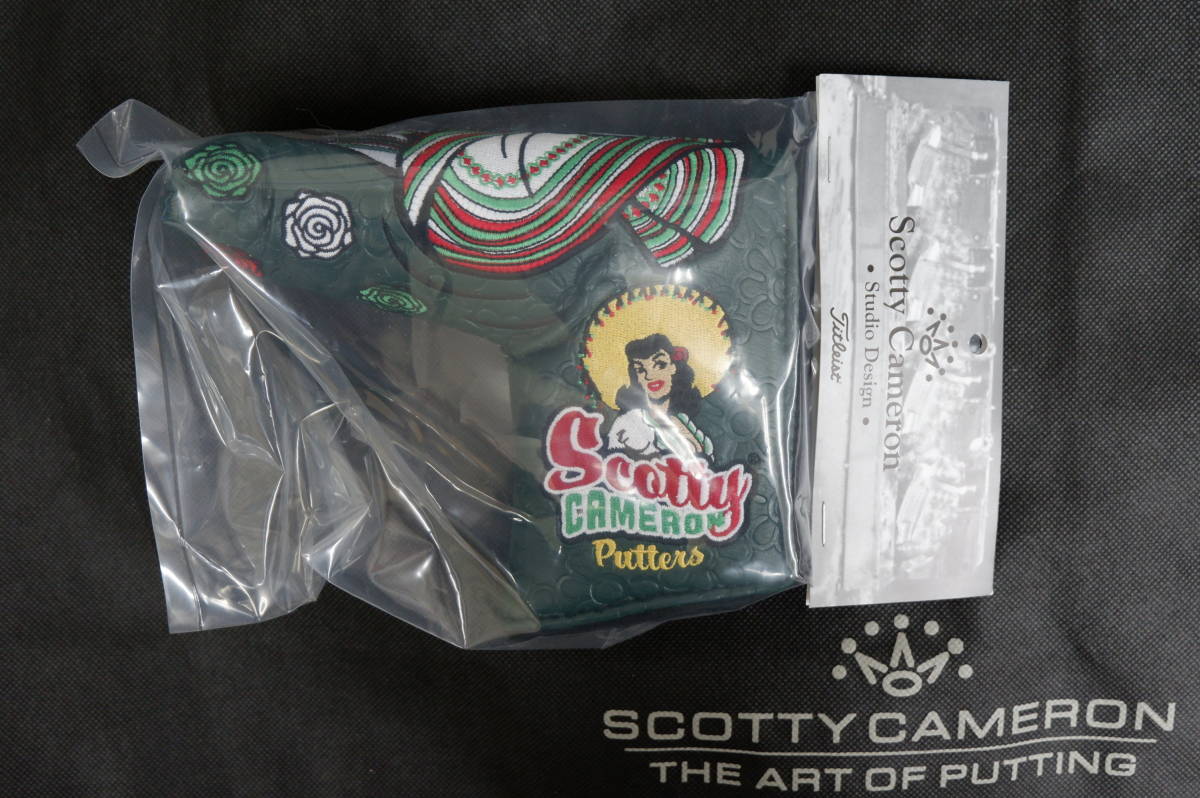 Scotty
CAMERON
Putters
®
Scotty Cameron
• Studio Design •
Titleist®
SCOTTY CAMERON
THE ART OF PUTTING